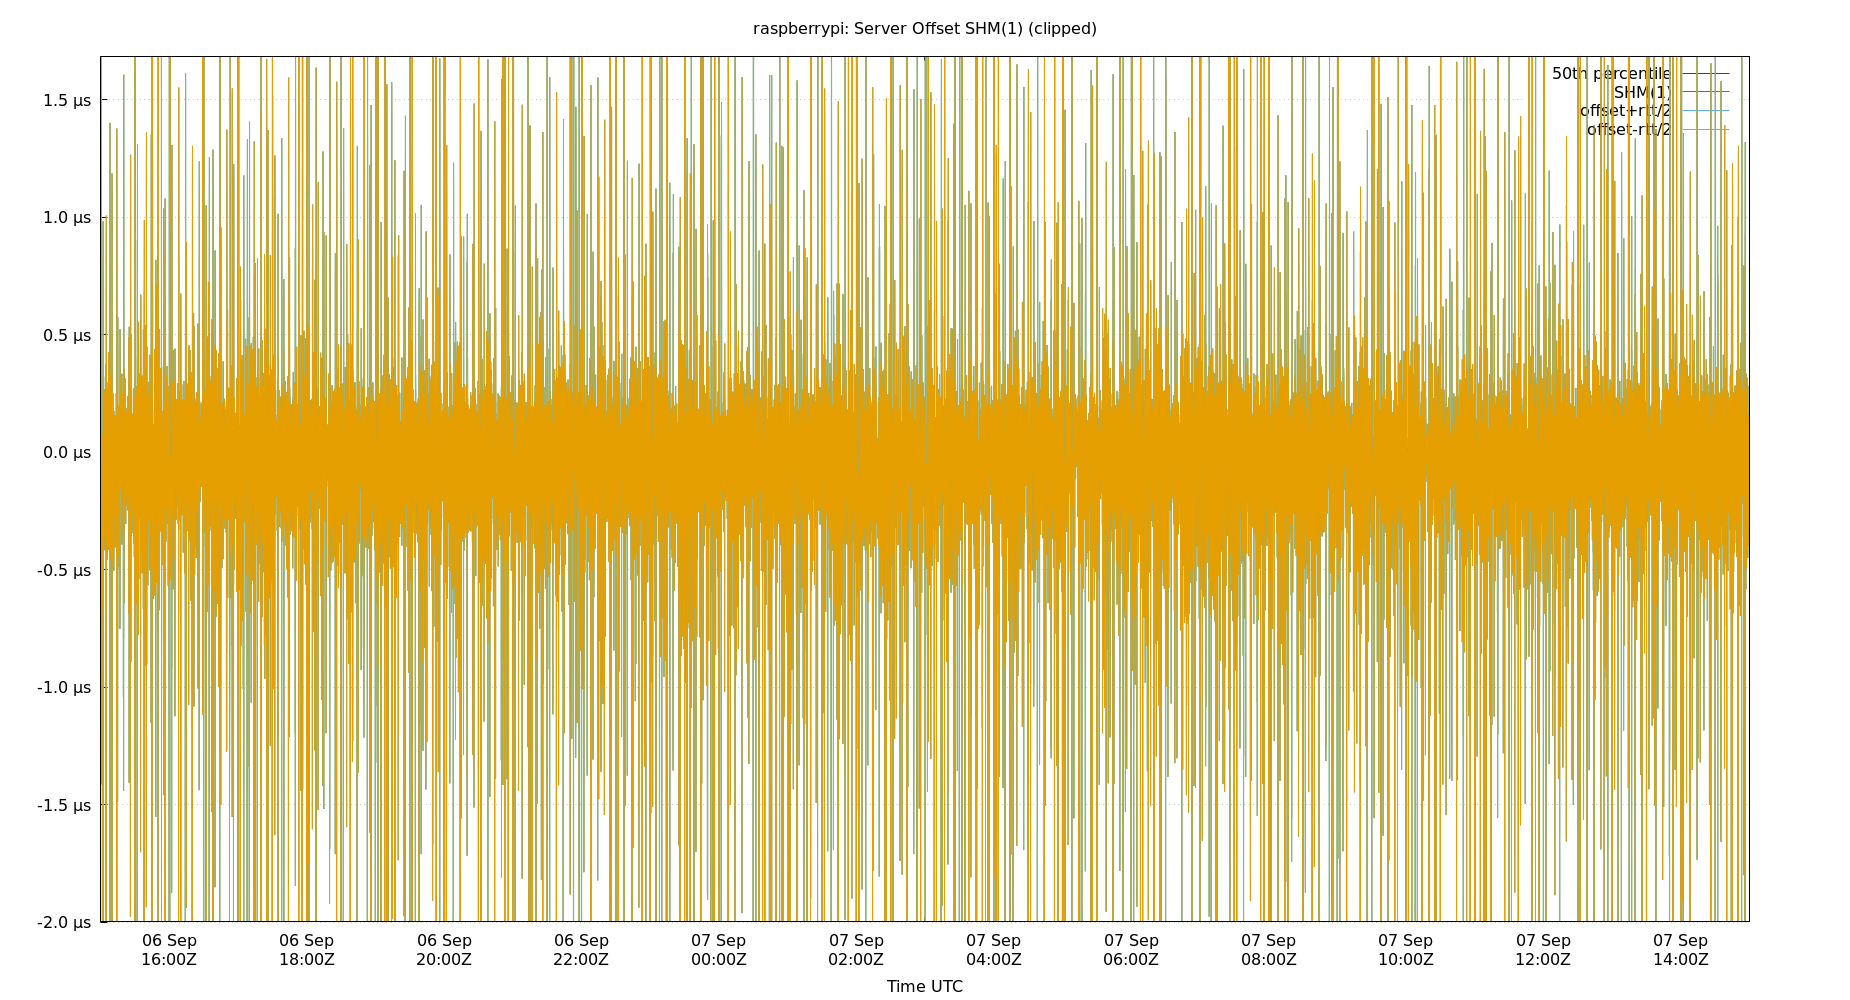 raspberrypi: Server Offset SHM(1) (clipped)
50th percentile
SHM(1)
offset+rtt/2
offset-rtt/2
1.5 µs
1.0 µs
0.5 µs
0.0 µs
-0.5 µs
-1.0 µs
-1.5 µs
-2.0 µs
06 Sep 06 Sep 06 Sep 06 Sep 07 Sep 07 Sep 07 Sep 07 Sep 07 Sep 07 Sep 07 Sep 07 Sep
16:00Z 18:00Z 20:00Z 22:00Z 00:00Z 02:00Z 04:00Z 06:00Z 08:00Z 10:00Z 12:00Z 14:00Z
Time UTC